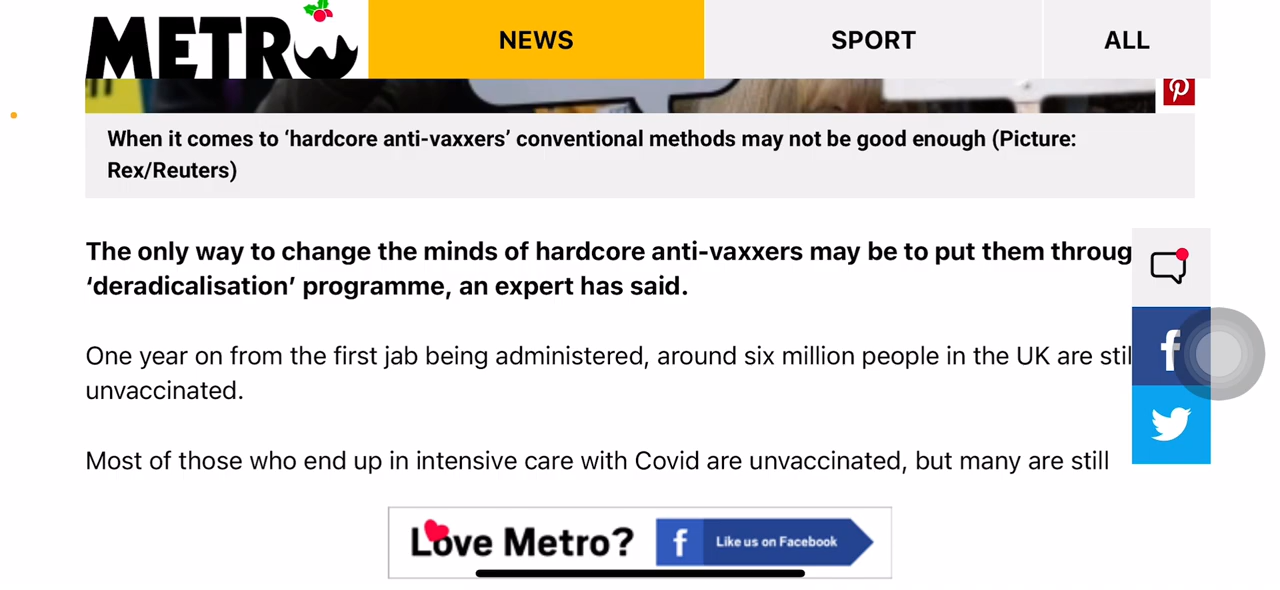 METRO
NEWS
SPORT
ALL
When it comes to ‘hardcore anti-vaxxers’ conventional methods may not be good enough (Picture:
Rex/Reuters)
The only way to change the minds of hardcore anti-vaxxers may be to put them throug
‘deradicalisation’ programme, an expert has said.
One year on from the first jab being administered, around six million people in the UK are stil
unvaccinated.
Most of those who end up in intensive care with Covid are unvaccinated, but many are still
Love Metro?
f Like us on Facebook